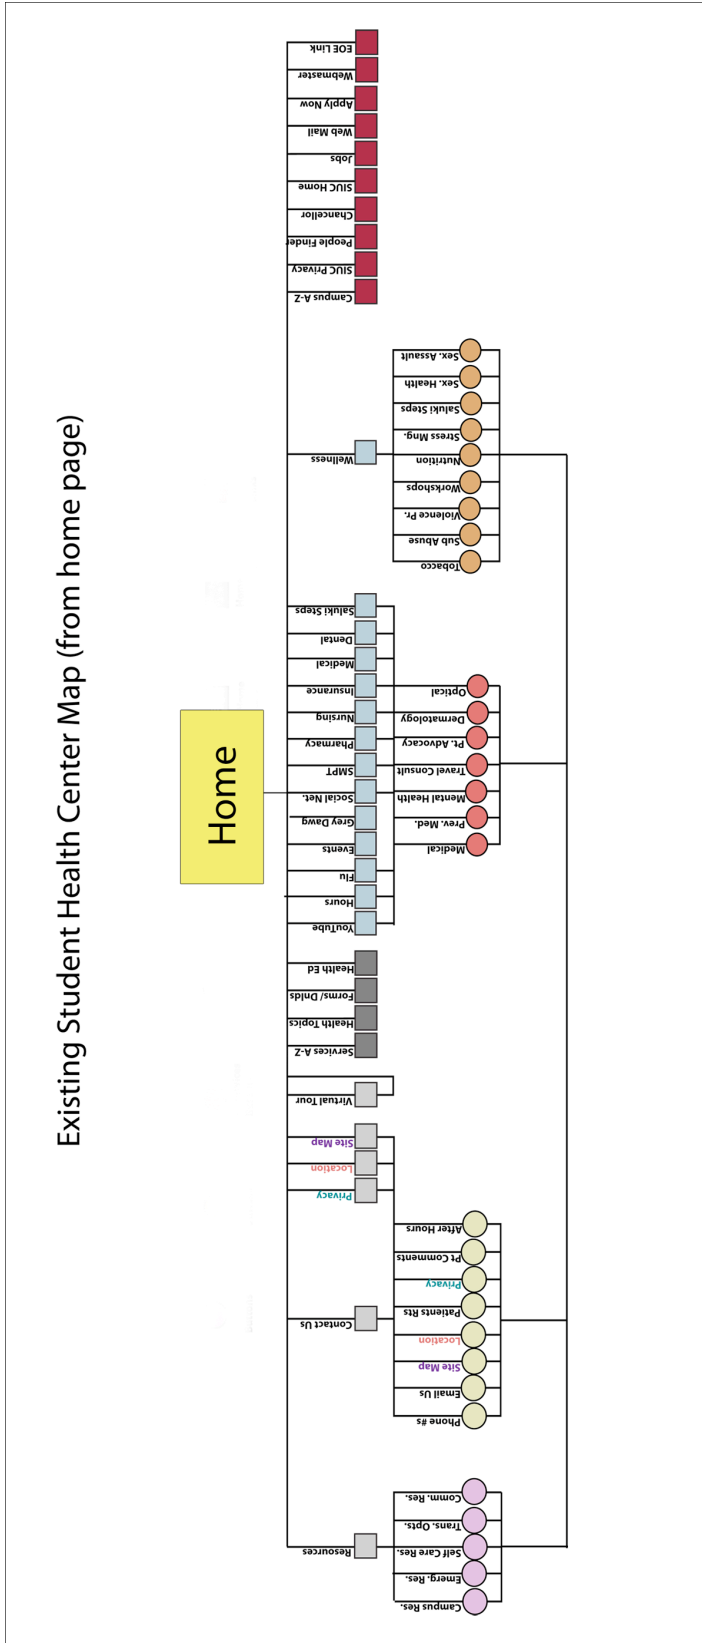 Existing Student Health Center Map (from home page)
Home
EOE Link
Webmaster
Apply Now
Web Mail
Jobs
SIUC Home
Chancellor
People Finder
SIUC Privacy
Campus A-Z
Wellness
Sex. Assault
Sex. Health
Saluki Steps
Stress Mng.
Nutrition
Workshops
Violence Pr.
Sub Abuse
Tobacco
Saluki Steps
Dental
Medical
Insurance
Nursing
Pharmacy
SMPT
Social Net.
Grey Dawg
Events
Flu
Hours
YouTube
Optical
Dermatology
Pt. Advocacy
Travel Consult
Mental Health
Prev. Med.
Medical
Health Ed
Forms/ Dnlds
Health Topics
Services A-Z
Virtual Tour
Site Map
Location
Privacy
Contact Us
After Hours
Pt Comments
Privacy
Patients Rts
Location
Site Map
Email Us
Phone #s
Resources
Comm. Res.
Trans. Opts.
Self Care Res.
Emerg. Res.
Campus Res.